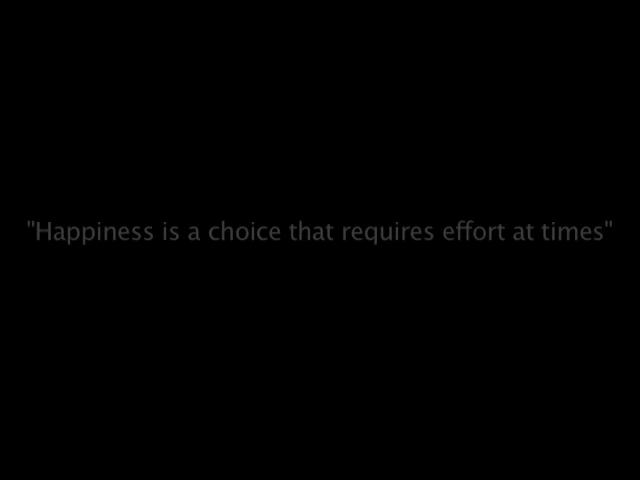 "Happiness is a choice that requires effort at times"